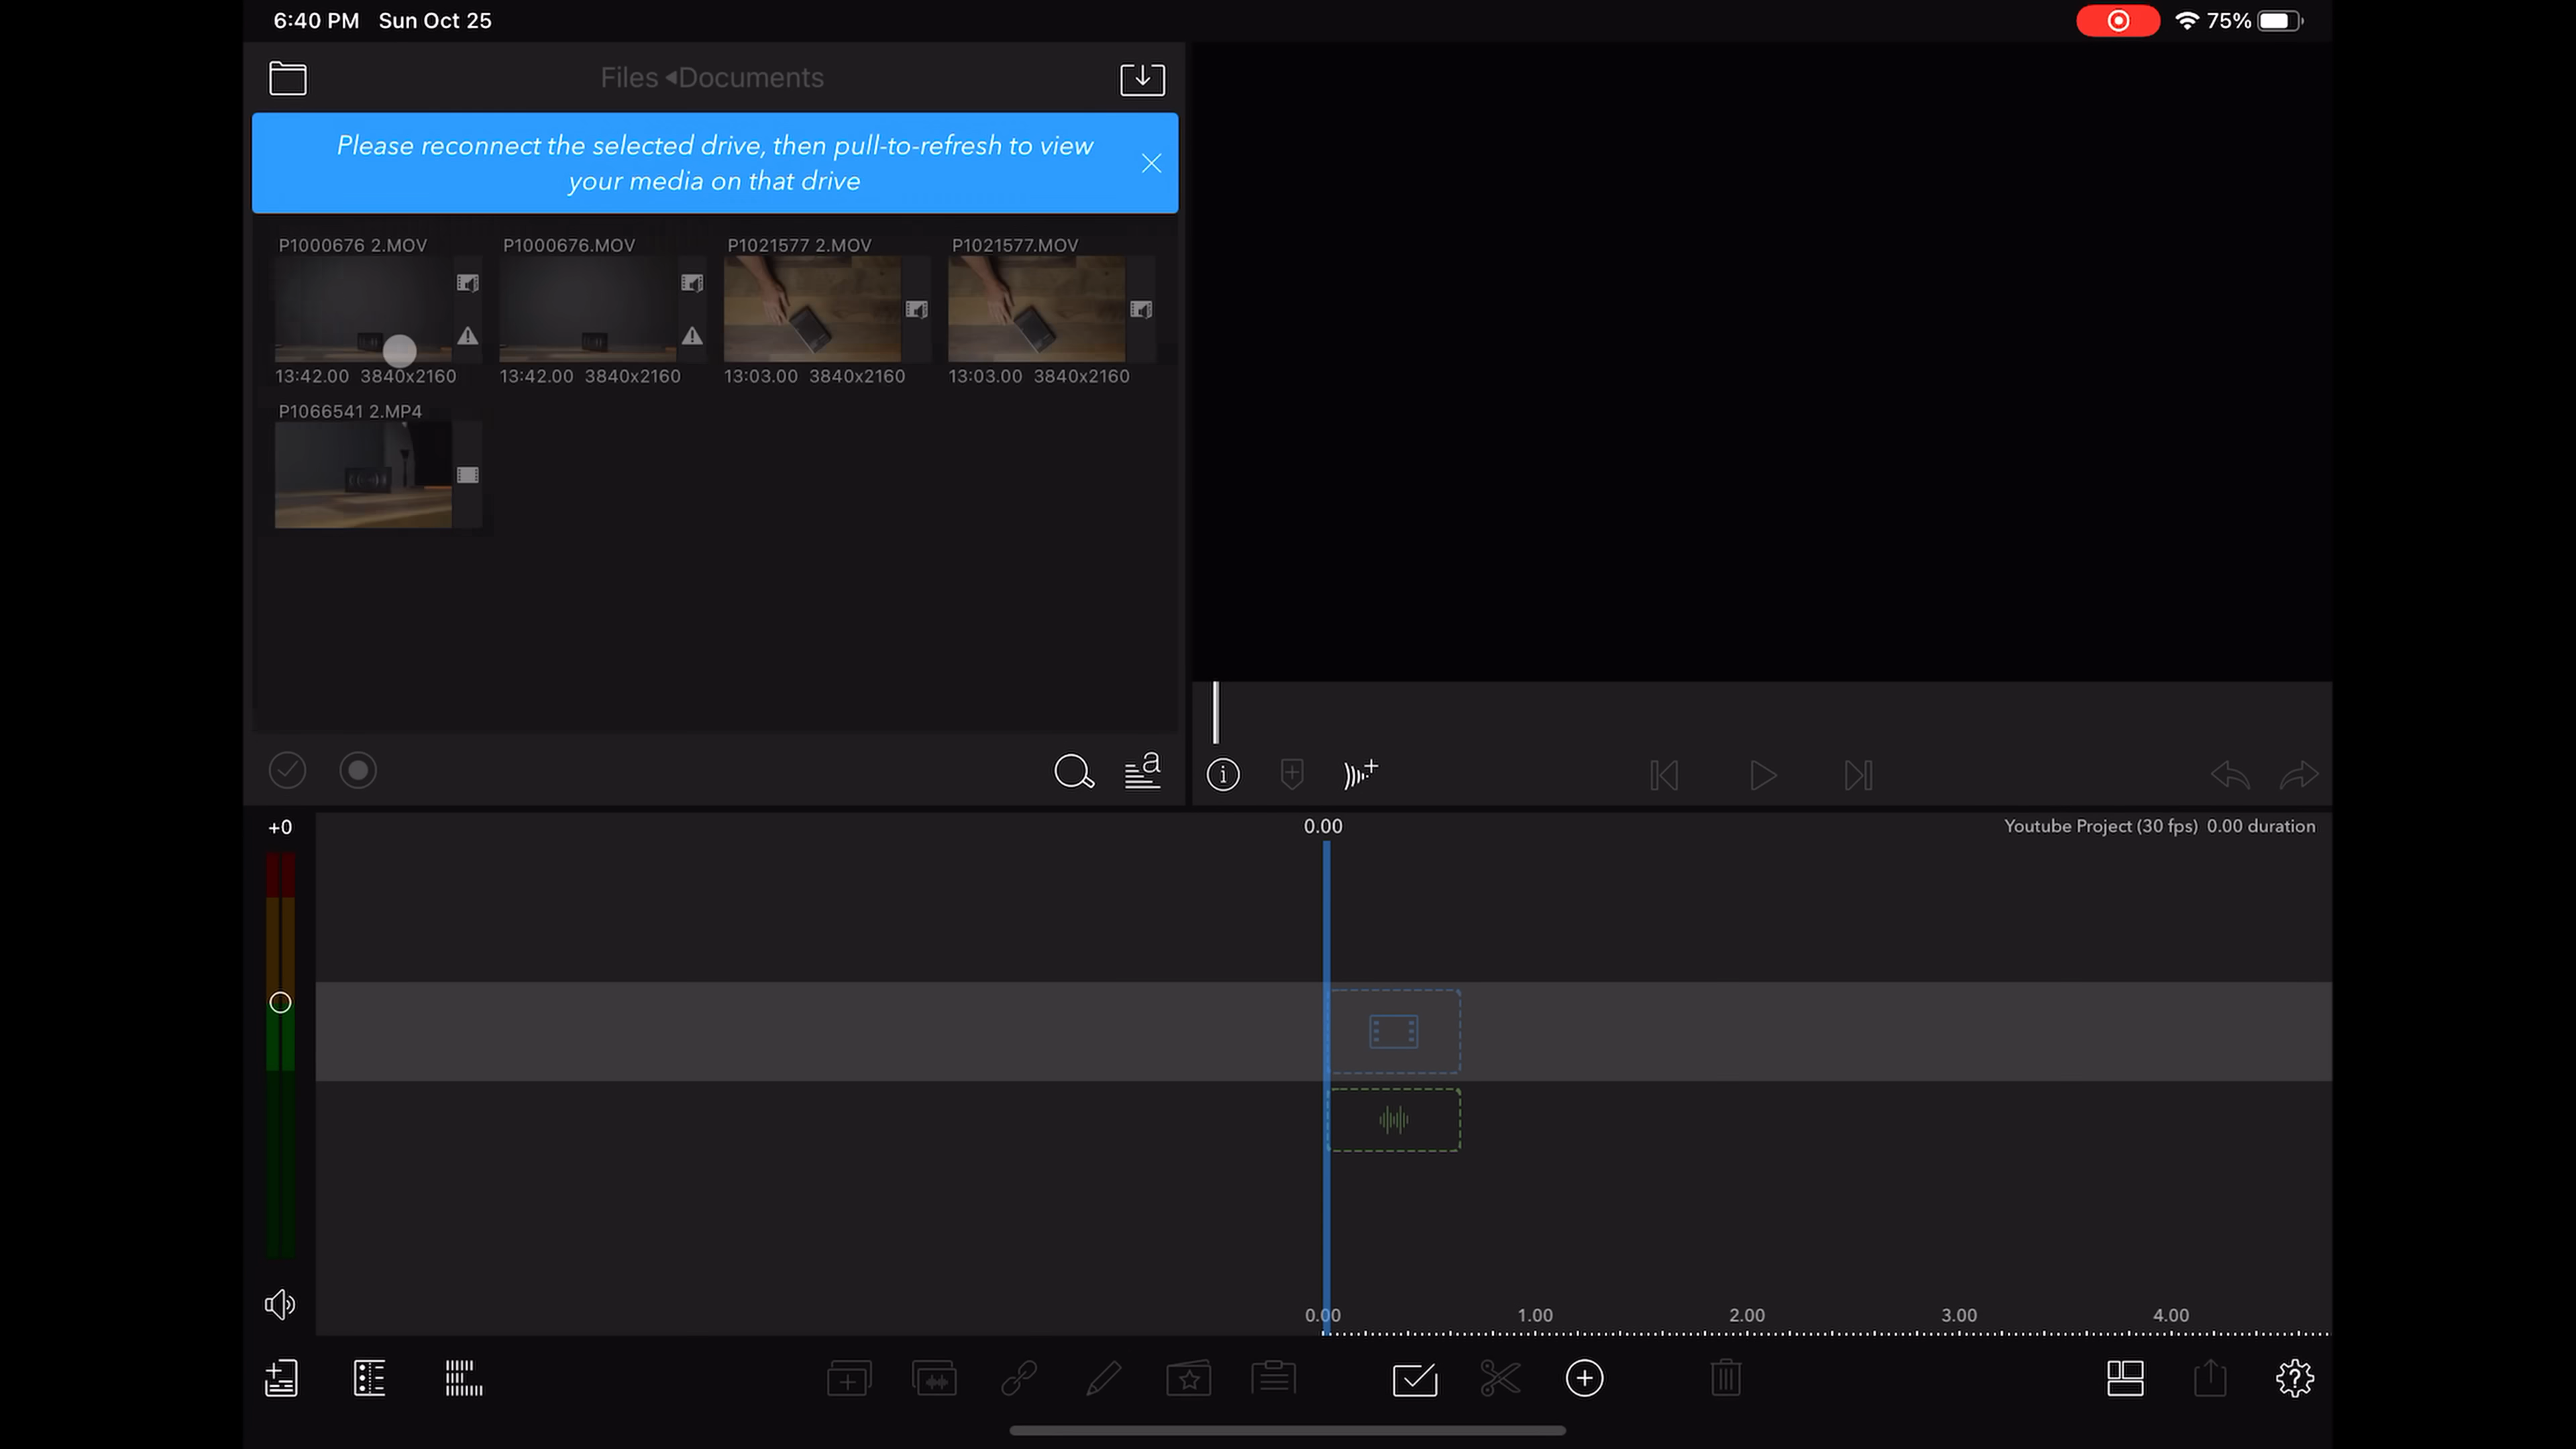 6:40 PM Sun Oct 25
75%
Files ◂Documents
Please reconnect the selected drive, then pull-to-refresh to view
your media on that drive
P1000676 2.MOV
P1000676.MOV
P1021577 2.MOV
P1021577.MOV
13:42.00 3840x2160
13:42.00 3840x2160
13:03.00 3840x2160
13:03.00 3840x2160
P1066541 2.MP4
a
+0
0.00
Youtube Project (30 fps) 0.00 duration
0.00
1.00
2.00
3.00
4.00